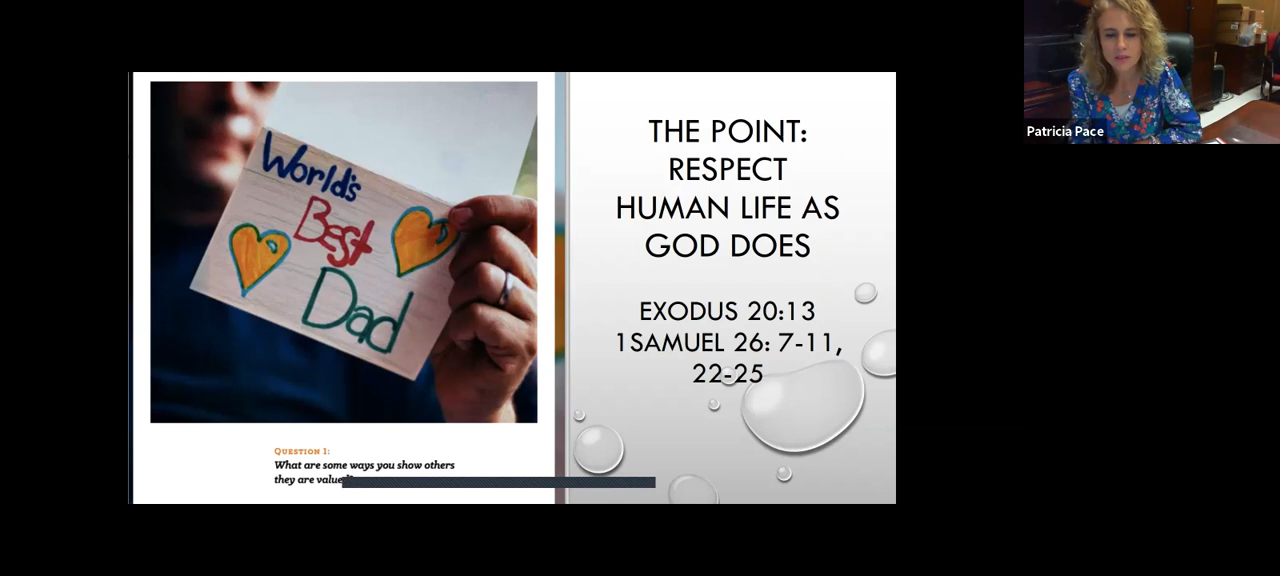 World's
Best
Dad
QUESTION 1:
What are some ways you show others
they are value
THE POINT:
RESPECT
HUMAN LIFE AS
GOD DOES
EXODUS 20:13
1SAMUEL 26: 7-11,
22-25
Patricia Pace